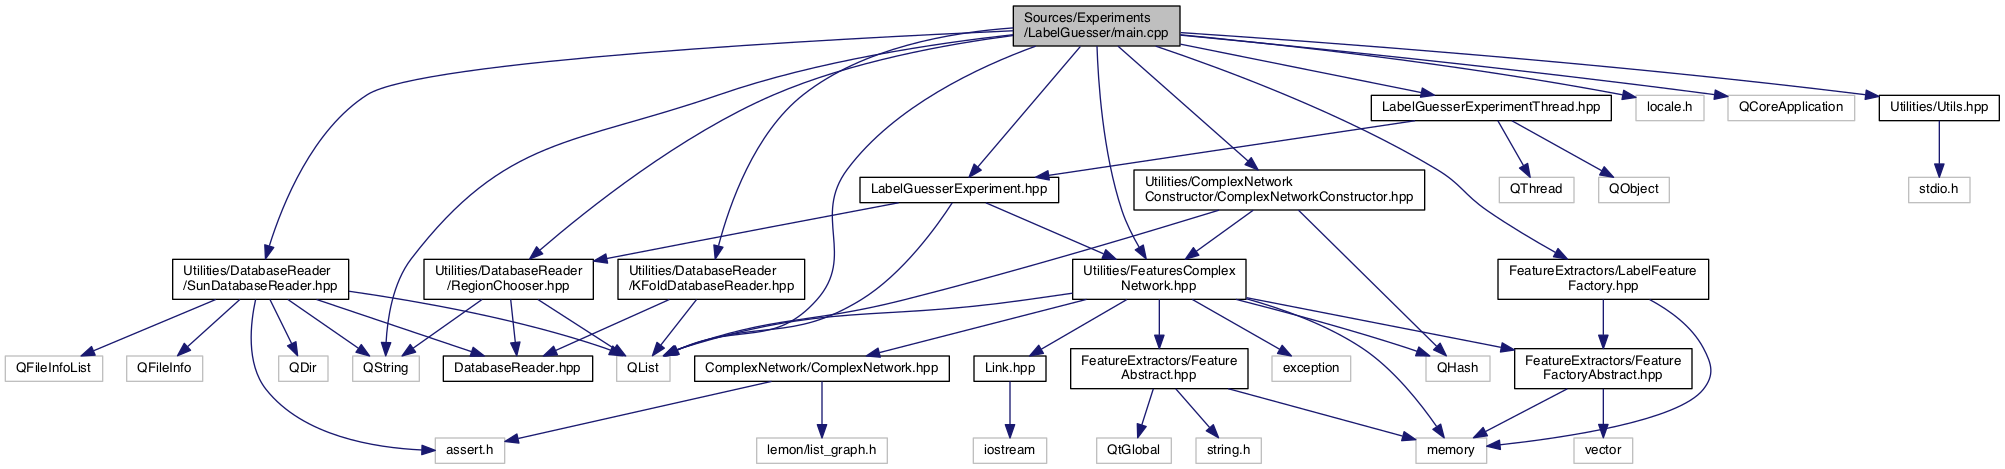 Sources/Experiments
/LabelGuesser/main.cpp
LabelGuesserExperimentThread.hpp
locale.h
QCoreApplication
Utilities/Utils.hpp
LabelGuesserExperiment.hpp
Utilities/ComplexNetwork
Constructor/ComplexNetworkConstructor.hpp
QThread
QObject
stdio.h
Utilities/DatabaseReader
/SunDatabaseReader.hpp
Utilities/DatabaseReader
/RegionChooser.hpp
Utilities/DatabaseReader
/KFoldDatabaseReader.hpp
Utilities/FeaturesComplex
Network.hpp
FeatureExtractors/LabelFeature
Factory.hpp
QFileInfoList
QFileInfo
QDir
QString
DatabaseReader.hpp
QList
ComplexNetwork/ComplexNetwork.hpp
Link.hpp
FeatureExtractors/Feature
Abstract.hpp
exception
QHash
FeatureExtractors/Feature
FactoryAbstract.hpp
assert.h
lemon/list_graph.h
iostream
QtGlobal
string.h
memory
vector